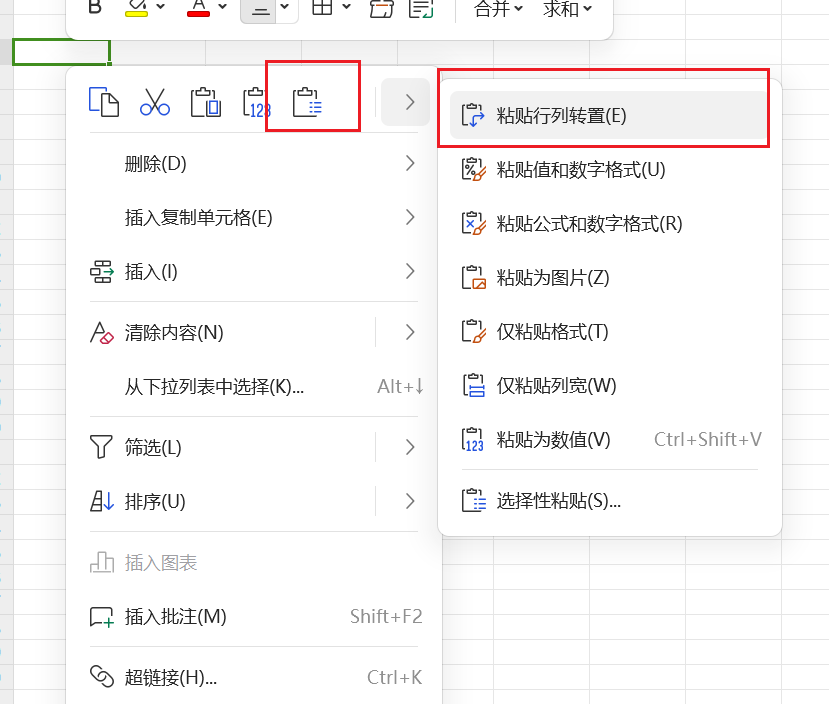 B A 合并 求和
123
删除(D)
插入复制单元格(E)
插入(I)
清除内容(N)
从下拉列表中选择(K)... Alt+↓
筛选(L)
排序(U)
插入图表
插入批注(M) Shift+F2
超链接(H)... Ctrl+K
粘贴行列转置(E)
粘贴值和数字格式(U)
粘贴公式和数字格式(R)
粘贴为图片(Z)
仅粘贴格式(T)
仅粘贴列宽(W)
123 粘贴为数值(V) Ctrl+Shift+V
选择性粘贴(S)...